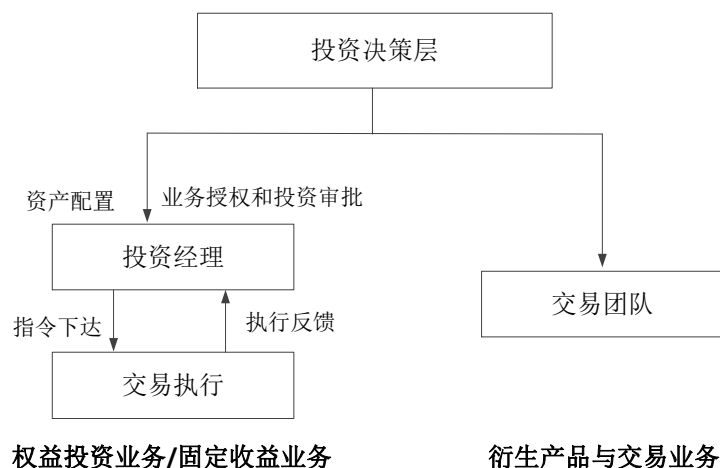 投资决策层
资产配置
业务授权和投资审批
投资经理
交易团队
指令下达
执行反馈
交易执行
权益投资业务/固定收益业务
衍生产品与交易业务